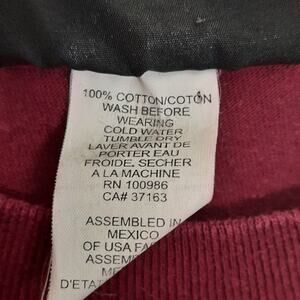 100% COTTON/COTON
WASH BEFORE
WEARING
COLD WATER
TUMBLE DRY
LAVER AVANT DE
PORTER EAU
FROIDE. SECHER
A LA MACHINE
RN 100986
CA# 37163
ASSEMBLED IN
MEXICO
OF USA